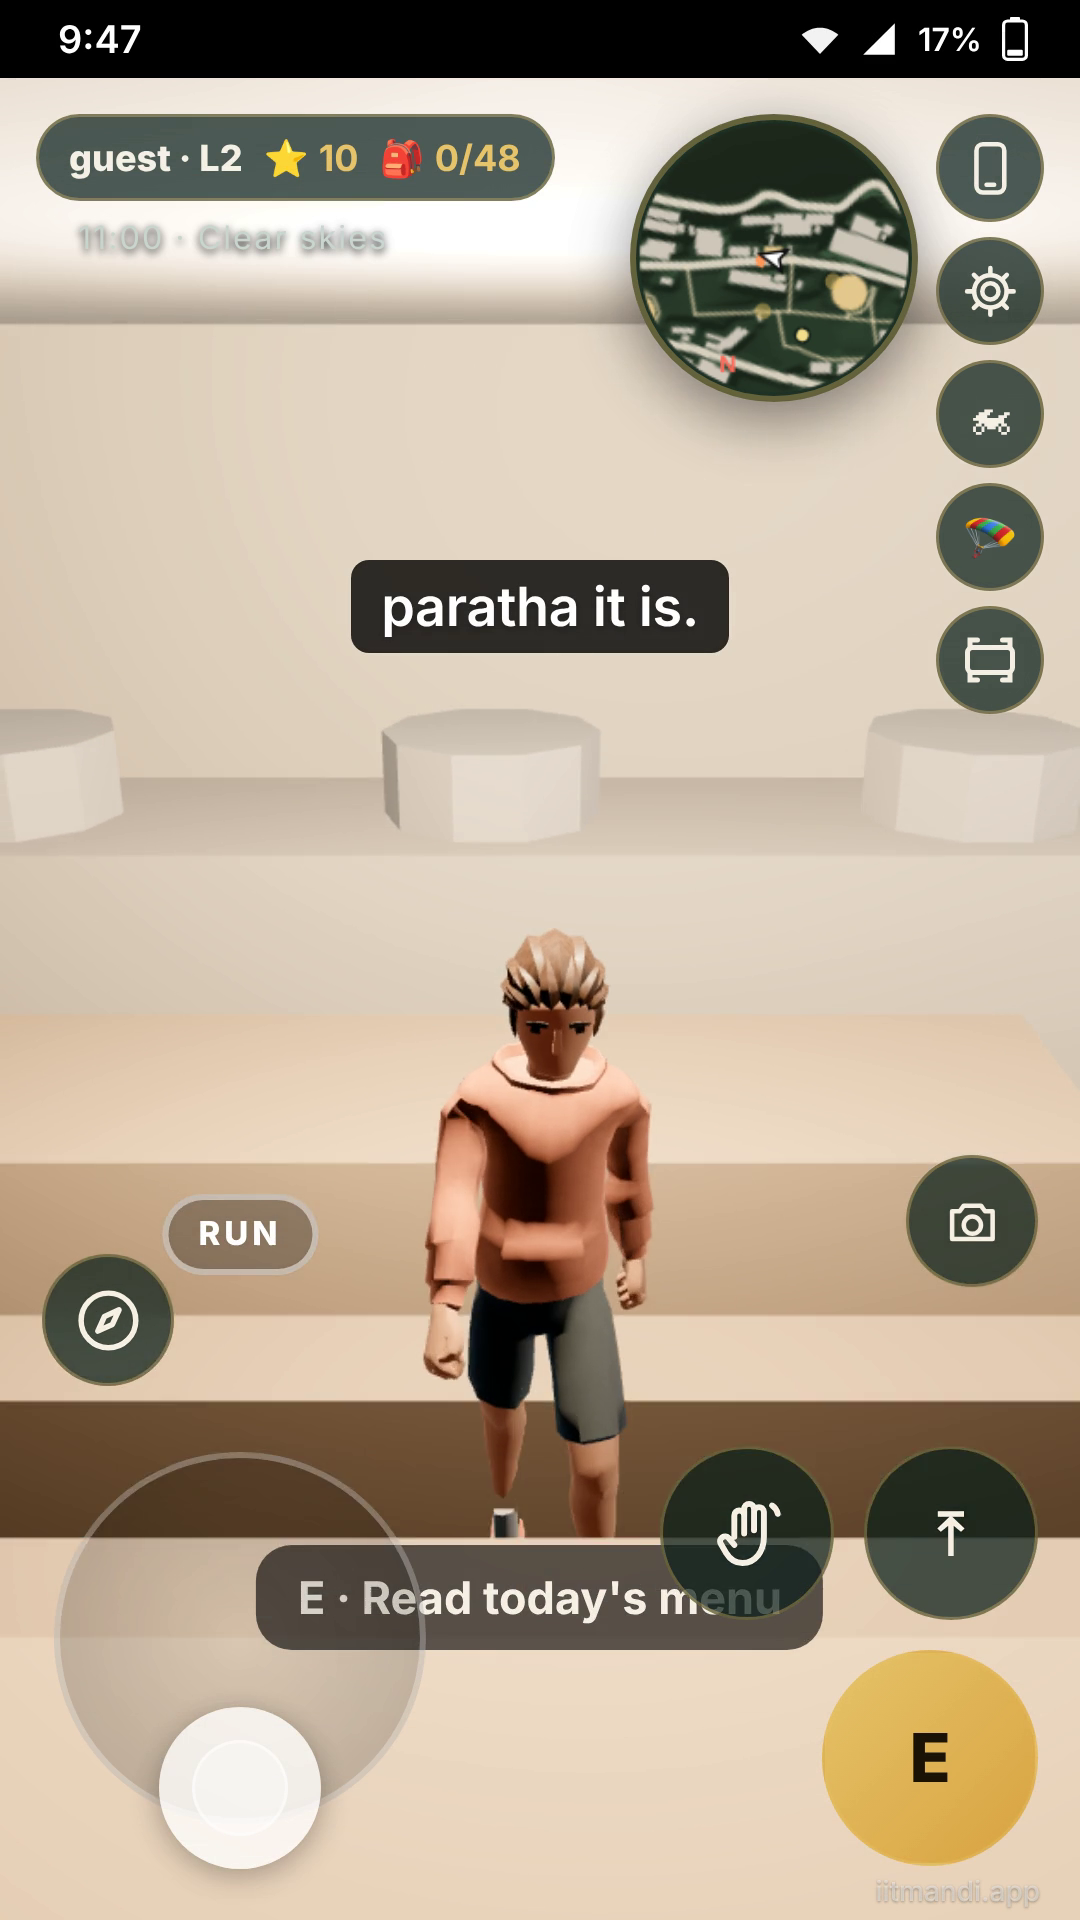 9:47
17%
guest · L2 ⭐ 10 🎒 0/48
11:00 · Clear skies
N
paratha it is.
RUN
E · Read today's menu
E
iitmandi.app